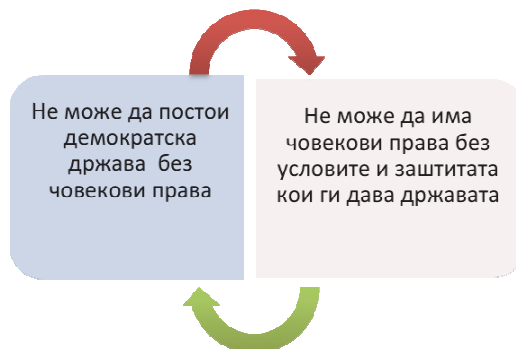 Не може да постои
демократска
држава без
човекови права
Не може да има
човекови права без
условите и заштитата
кои ги дава државата